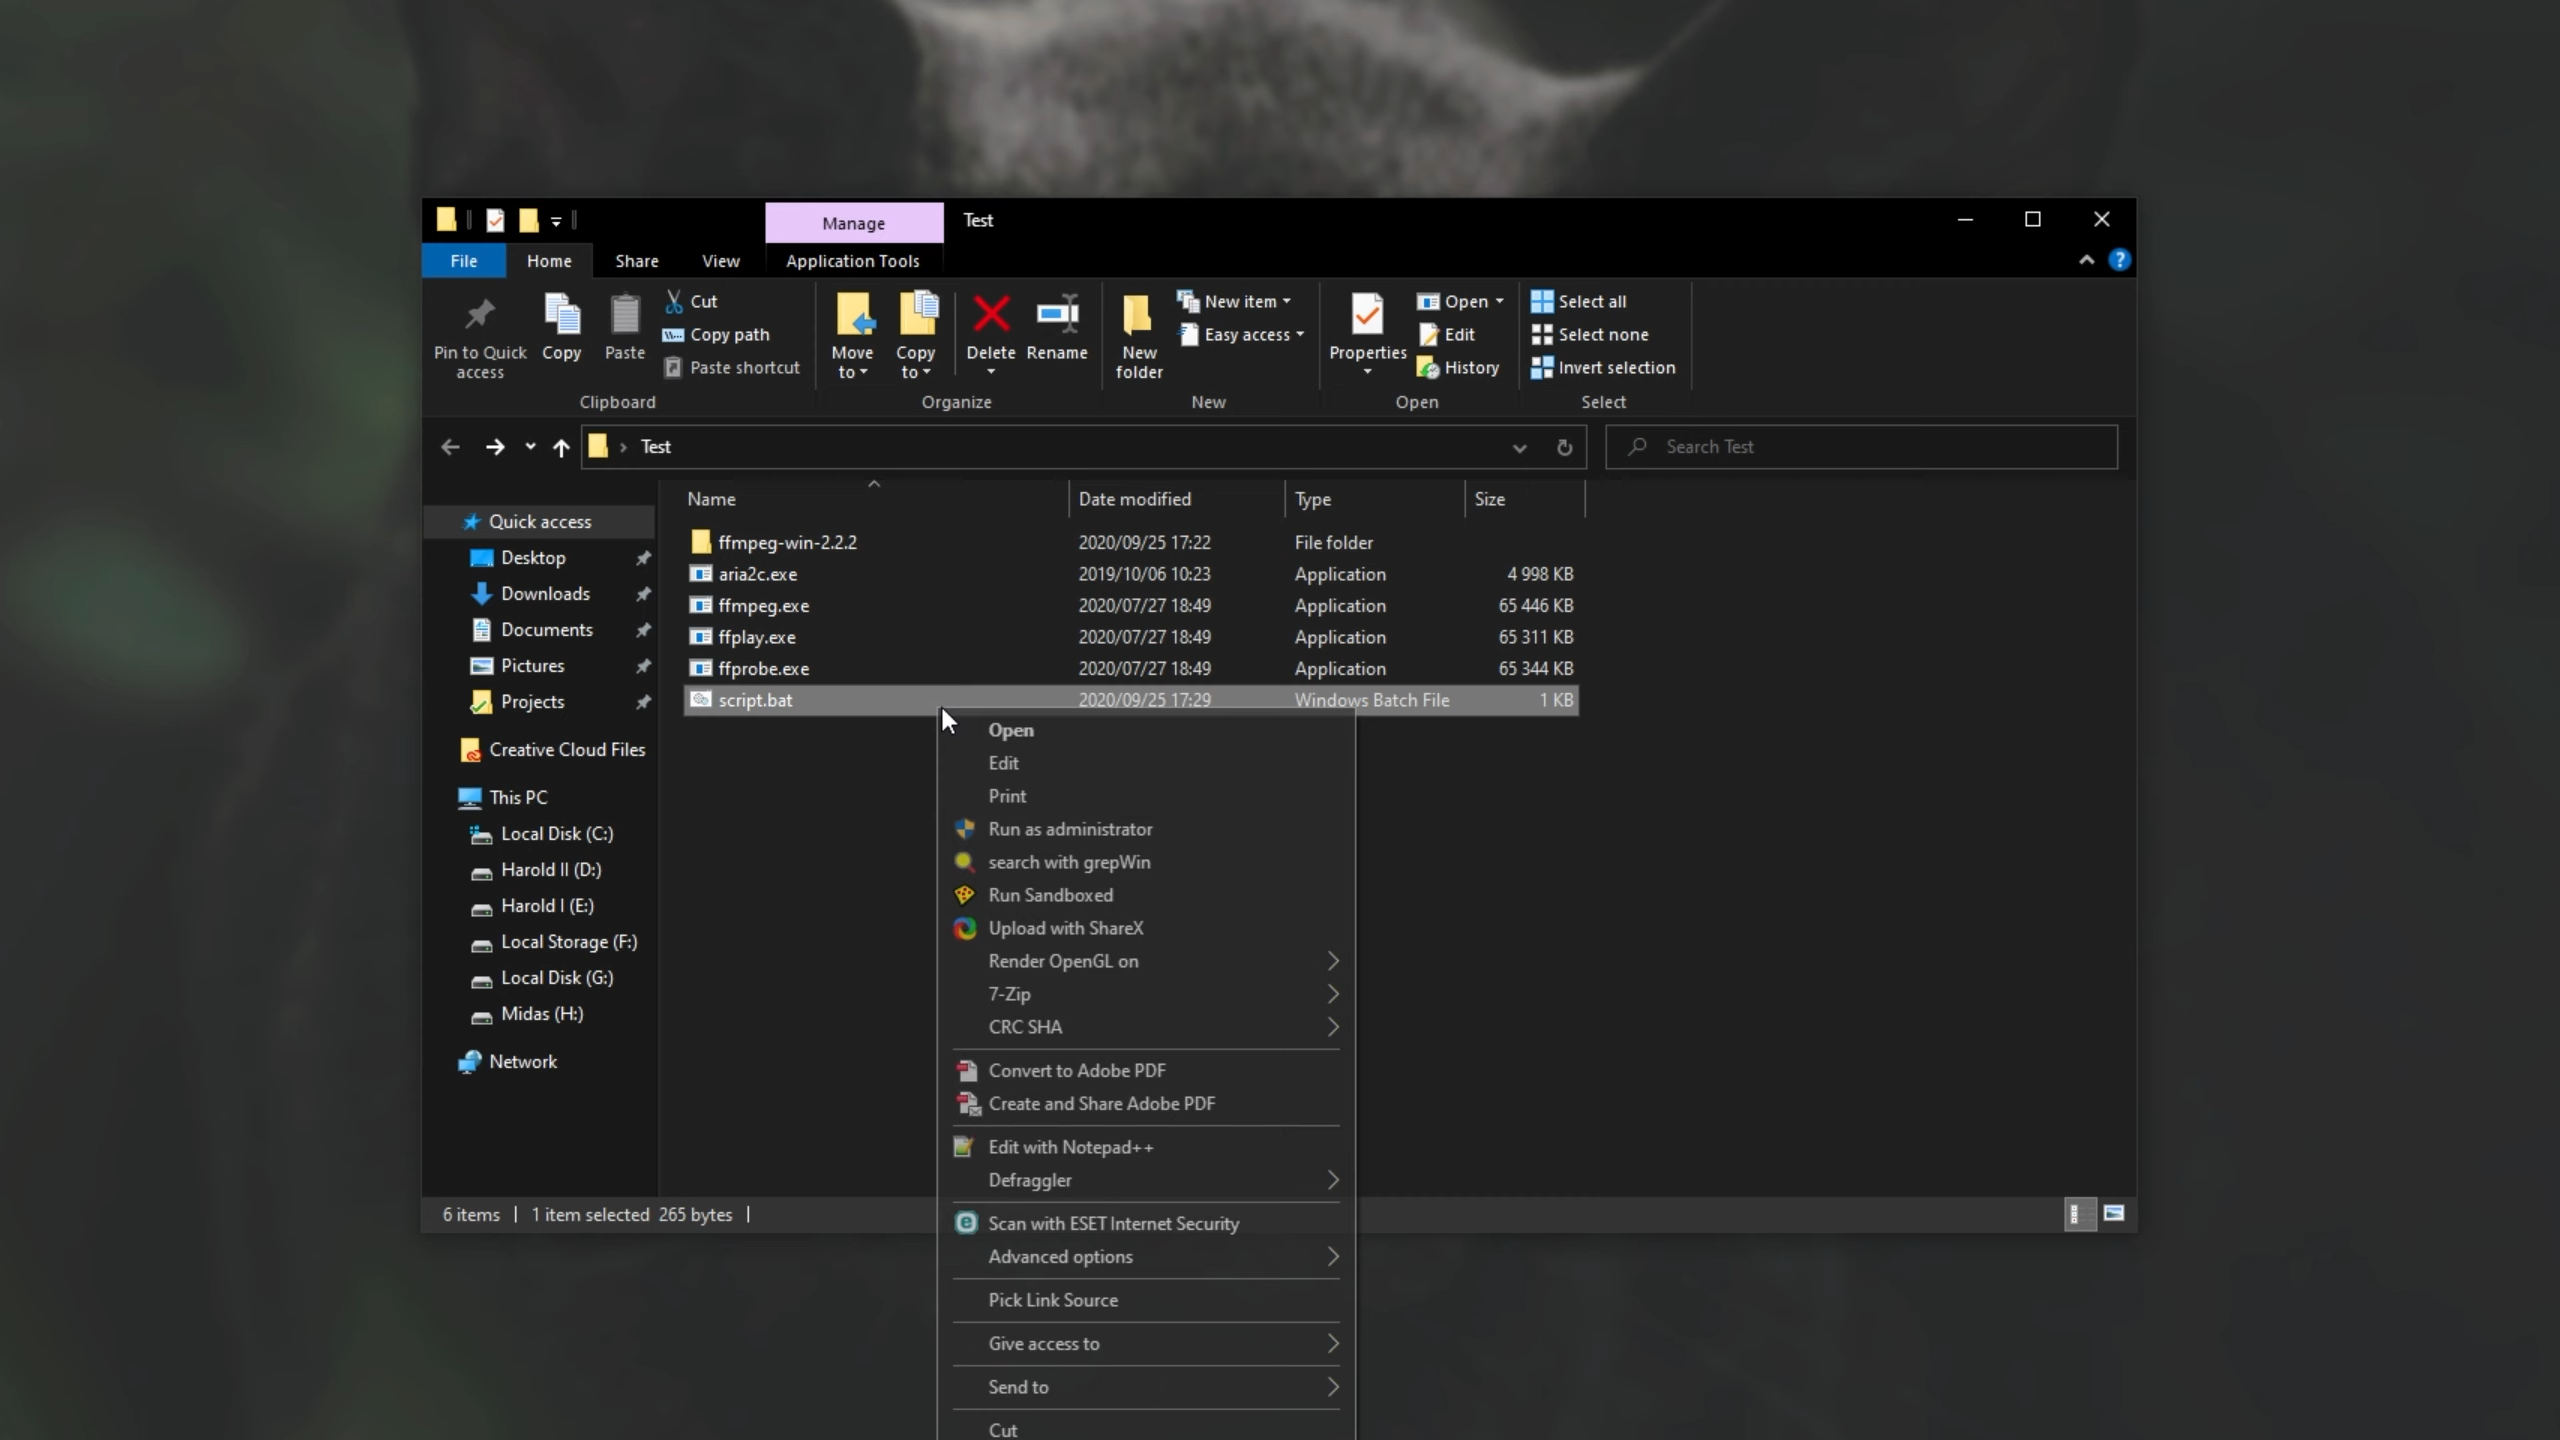 Manage
Test
File
Home
Share
View
Application Tools
Pin to Quick access
Copy
Paste
Cut
Copy path
Paste shortcut
Clipboard
Move to
Copy to
Delete
Rename
Organize
New folder
New item
Easy access
New
Properties
Open
Edit
History
Open
Select all
Select none
Invert selection
Select
Test
Search Test
Quick access
Desktop
Downloads
Documents
Pictures
Projects
Creative Cloud Files
This PC
Local Disk (C:)
Harold II (D:)
Harold I (E:)
Local Storage (F:)
Local Disk (G:)
Midas (H:)
Network
Name Date modified Type Size
ffmpeg-win-2.2.2 2020/09/25 17:22 File folder
aria2c.exe 2019/10/06 10:23 Application 4 998 KB
ffmpeg.exe 2020/07/27 18:49 Application 65 446 KB
ffplay.exe 2020/07/27 18:49 Application 65 311 KB
ffprobe.exe 2020/07/27 18:49 Application 65 344 KB
script.bat 2020/09/25 17:29 Windows Batch File 1 KB
Open
Edit
Print
Run as administrator
search with grepWin
Run Sandboxed
Upload with ShareX
Render OpenGL on
7-Zip
CRC SHA
Convert to Adobe PDF
Create and Share Adobe PDF
Edit with Notepad++
Defraggler
Scan with ESET Internet Security
Advanced options
Pick Link Source
Give access to
Send to
Cut
6 items
1 item selected 265 bytes